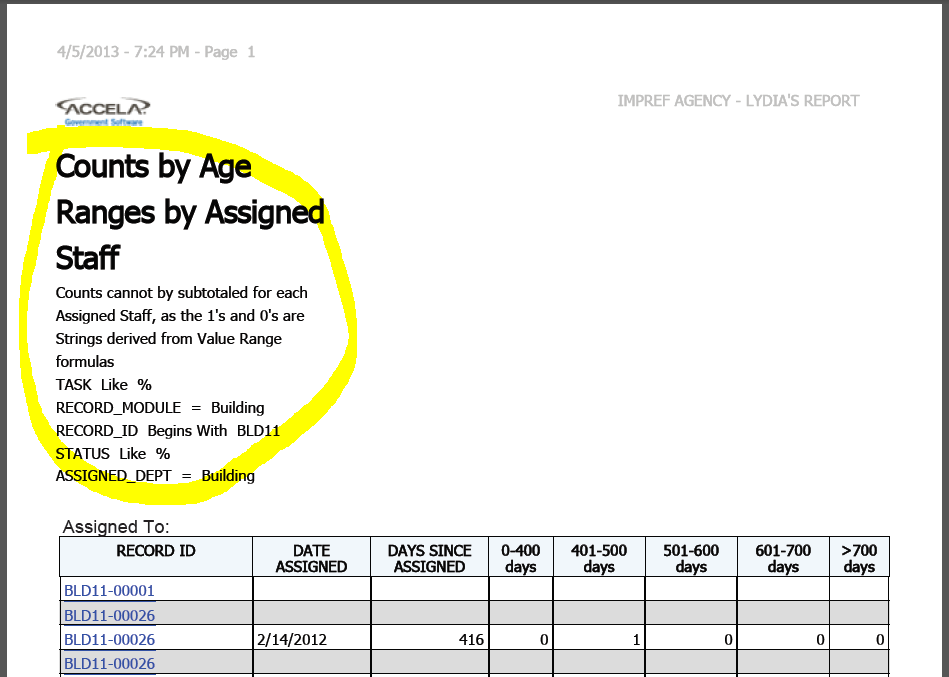 4/5/2013 - 7:24 PM - Page 1
ACCELA
Government Software
IMPREF AGENCY - LYDIA'S REPORT
Counts by Age
Ranges by Assigned
Staff
Counts cannot by subtotaled for each
Assigned Staff, as the 1's and 0's are
Strings derived from Value Range
formulas
TASK Like %
RECORD_MODULE = Building
RECORD_ID Begins With BLD11
STATUS Like %
ASSIGNED_DEPT = Building
Assigned To:
RECORD ID DATE ASSIGNED DAYS SINCE ASSIGNED 0-400 days 401-500 days 501-600 days 601-700 days >700 days
BLD11-00001
BLD11-00026
BLD11-00026 2/14/2012 416 0 1 0 0 0
BLD11-00026